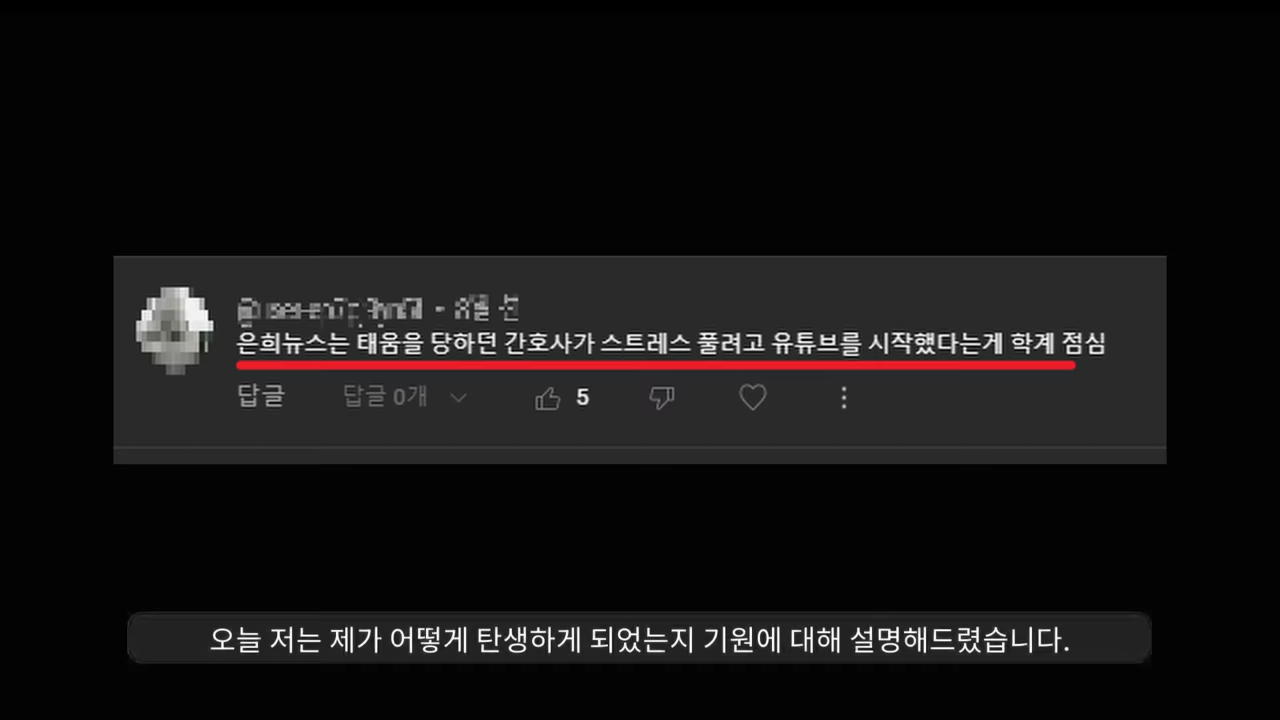 은희뉴스는 태움을 당하던 간호사가 스트레스 풀려고 유튜브를 시작했다는게 학계 점심
답글 답글 0개 5
오늘 저는 제가 어떻게 탄생하게 되었는지 기원에 대해 설명해드렸습니다.